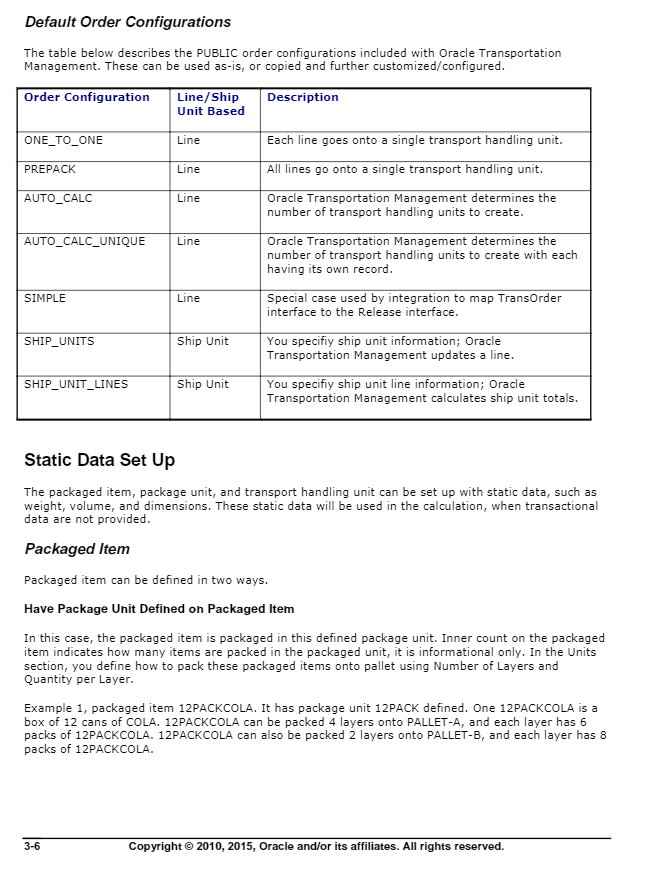 Default Order Configurations
The table below describes the PUBLIC order configurations included with Oracle Transportation
Management. These can be used as-is, or copied and further customized/configured.
Order Configuration Line/Ship Unit Based Description
ONE_TO_ONE Line Each line goes onto a single transport handling unit.
PREPACK Line All lines go onto a single transport handling unit.
AUTO_CALC Line Oracle Transportation Management determines the
number of transport handling units to create.
AUTO_CALC_UNIQUE Line Oracle Transportation Management determines the
number of transport handling units to create with each
having its own record.
SIMPLE Line Special case used by integration to map TransOrder
interface to the Release interface.
SHIP_UNITS Ship Unit You specifiy ship unit information; Oracle
Transportation Management updates a line.
SHIP_UNIT_LINES Ship Unit You specifiy ship unit line information; Oracle
Transportation Management calculates ship unit totals.
Static Data Set Up
The packaged item, package unit, and transport handling unit can be set up with static data, such as
weight, volume, and dimensions. These static data will be used in the calculation, when transactional
data are not provided.
Packaged Item
Packaged item can be defined in two ways.
Have Package Unit Defined on Packaged Item
In this case, the packaged item is packaged in this defined package unit. Inner count on the packaged
item indicates how many items are packed in the packaged unit, it is informational only. In the Units
section, you define how to pack these packaged items onto pallet using Number of Layers and
Quantity per Layer.
Example 1, packaged item 12PACKCOLA. It has package unit 12PACK defined. One 12PACKCOLA is a
box of 12 cans of COLA. 12PACKCOLA can be packed 4 layers onto PALLET-A, and each layer has 6
packs of 12PACKCOLA. 12PACKCOLA can also be packed 2 layers onto PALLET-B, and each layer has 8
packs of 12PACKCOLA.
3-6 Copyright © 2010, 2015, Oracle and/or its affiliates. All rights reserved.